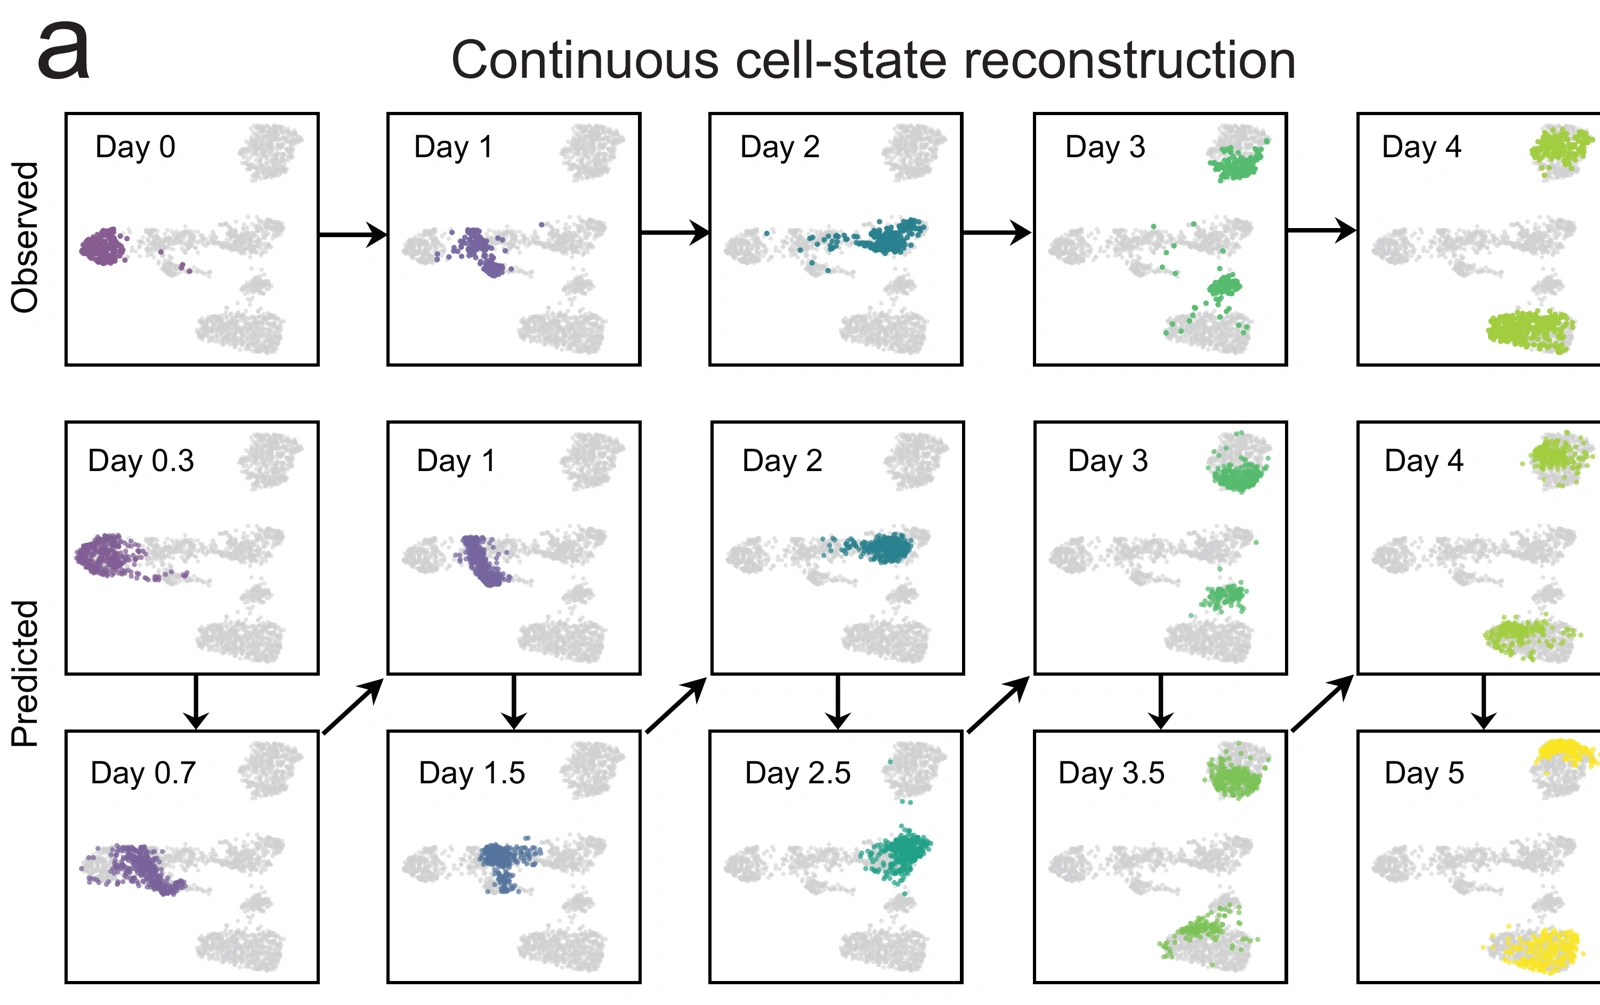 a
Continuous cell-state reconstruction
Observed
Day 0
Day 1
Day 2
Day 3
Day 4
Predicted
Day 0.3
Day 1
Day 2
Day 3
Day 4
Day 0.7
Day 1.5
Day 2.5
Day 3.5
Day 5